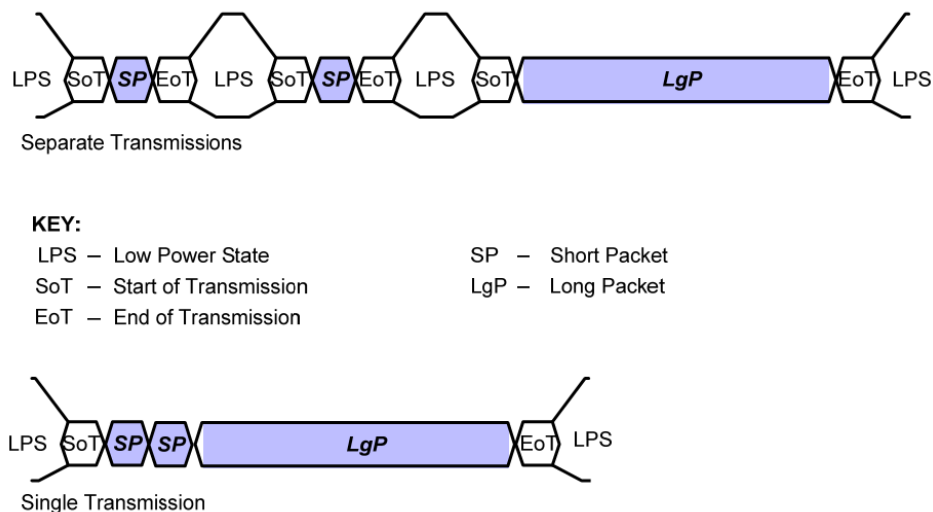 LPS SoT SP EoT LPS SoT SP EoT LPS SoT LgP EoT LPS
Separate Transmissions
KEY:
LPS – Low Power State SP – Short Packet
SoT – Start of Transmission LgP – Long Packet
EoT – End of Transmission
LPS SoT SP SP LgP EoT LPS
Single Transmission